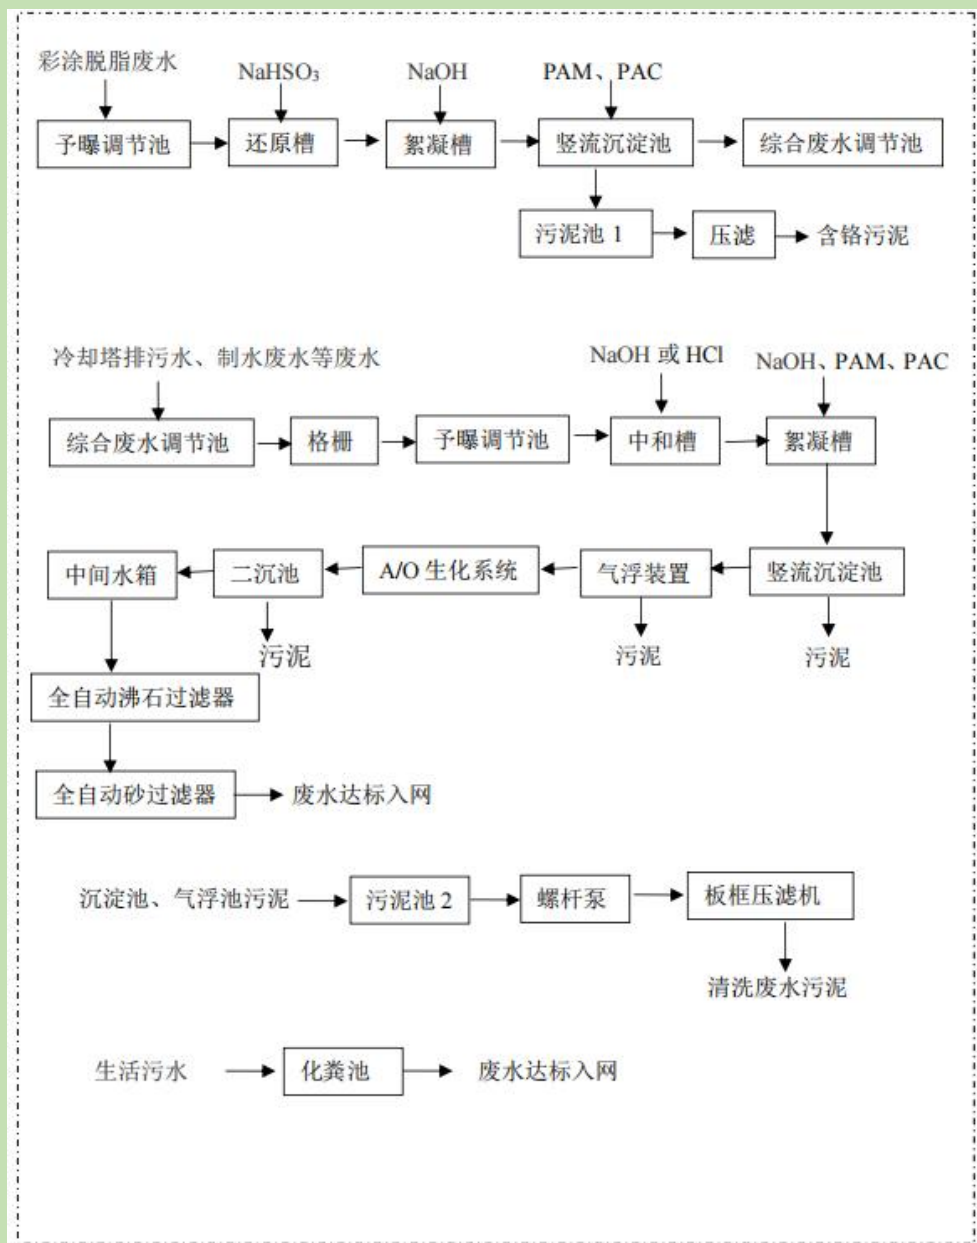 彩涂脱脂废水 NaHSO₃ NaOH PAM、PAC
予曝调节池 还原槽 絮凝槽 竖流沉淀池 综合废水调节池
污泥池 1 压滤 含铬污泥
冷却塔排污水、制水废水等废水 NaOH 或 HCl NaOH、PAM、PAC
综合废水调节池 格栅 予曝调节池 中和槽 絮凝槽
中间水箱 二沉池 A/O 生化系统 气浮装置 竖流沉淀池
污泥 污泥 污泥
全自动沸石过滤器
全自动砂过滤器 废水达标入网
沉淀池、气浮池污泥 污泥池 2 螺杆泵 板框压滤机
清洗废水污泥
生活污水 化粪池 废水达标入网